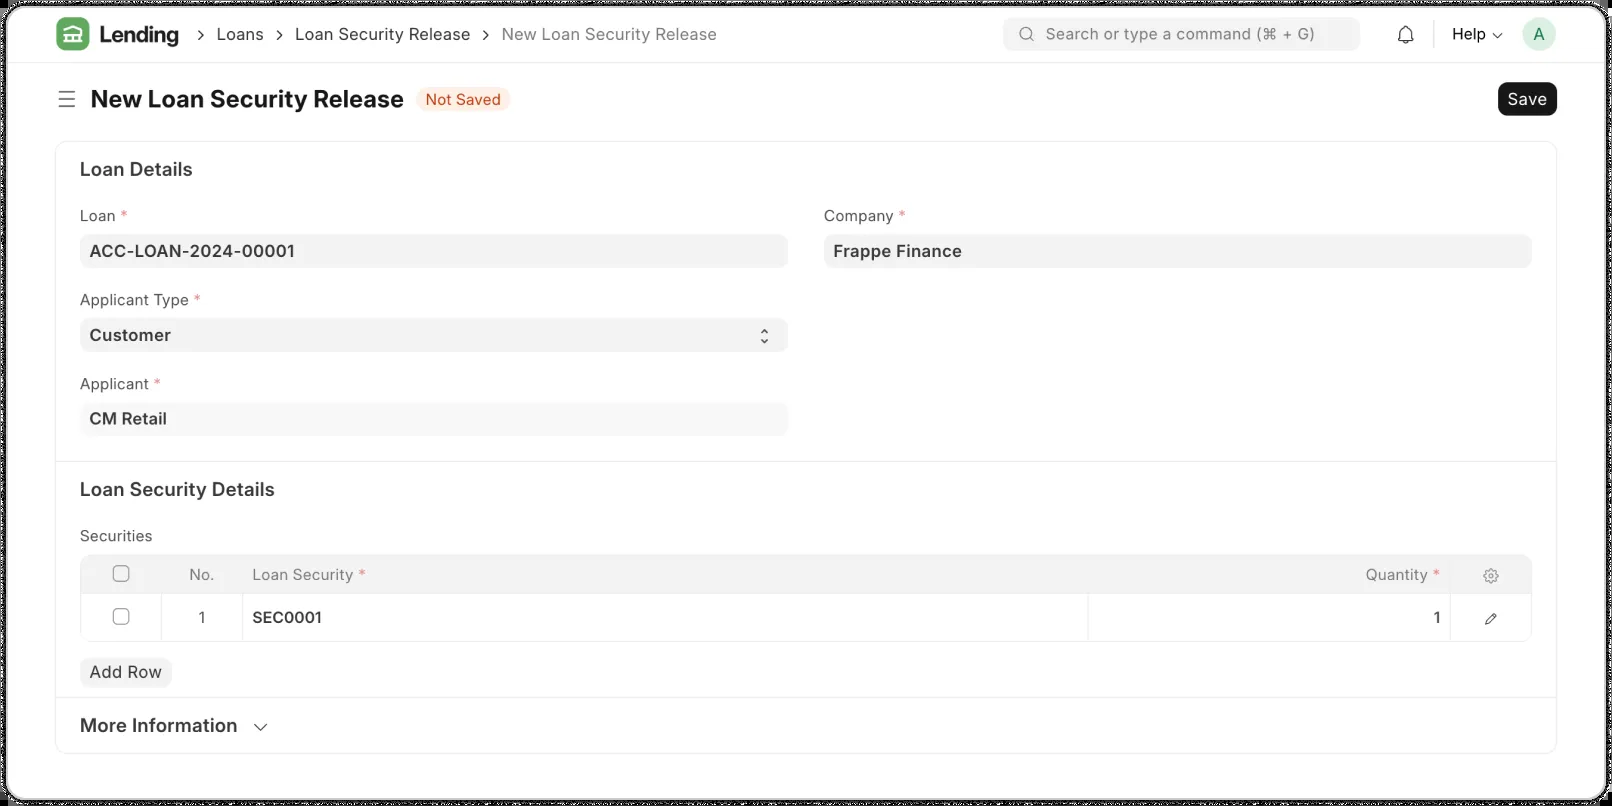 Lending > Loans > Loan Security Release > New Loan Security Release Search or type a command (⌘ + G) Help A
New Loan Security Release Not Saved Save
Loan Details
Loan * Company *
ACC-LOAN-2024-00001 Frappe Finance
Applicant Type *
Customer
Applicant *
CM Retail
Loan Security Details
Securities
No. Loan Security * Quantity *
1 SEC0001 1
Add Row
More Information